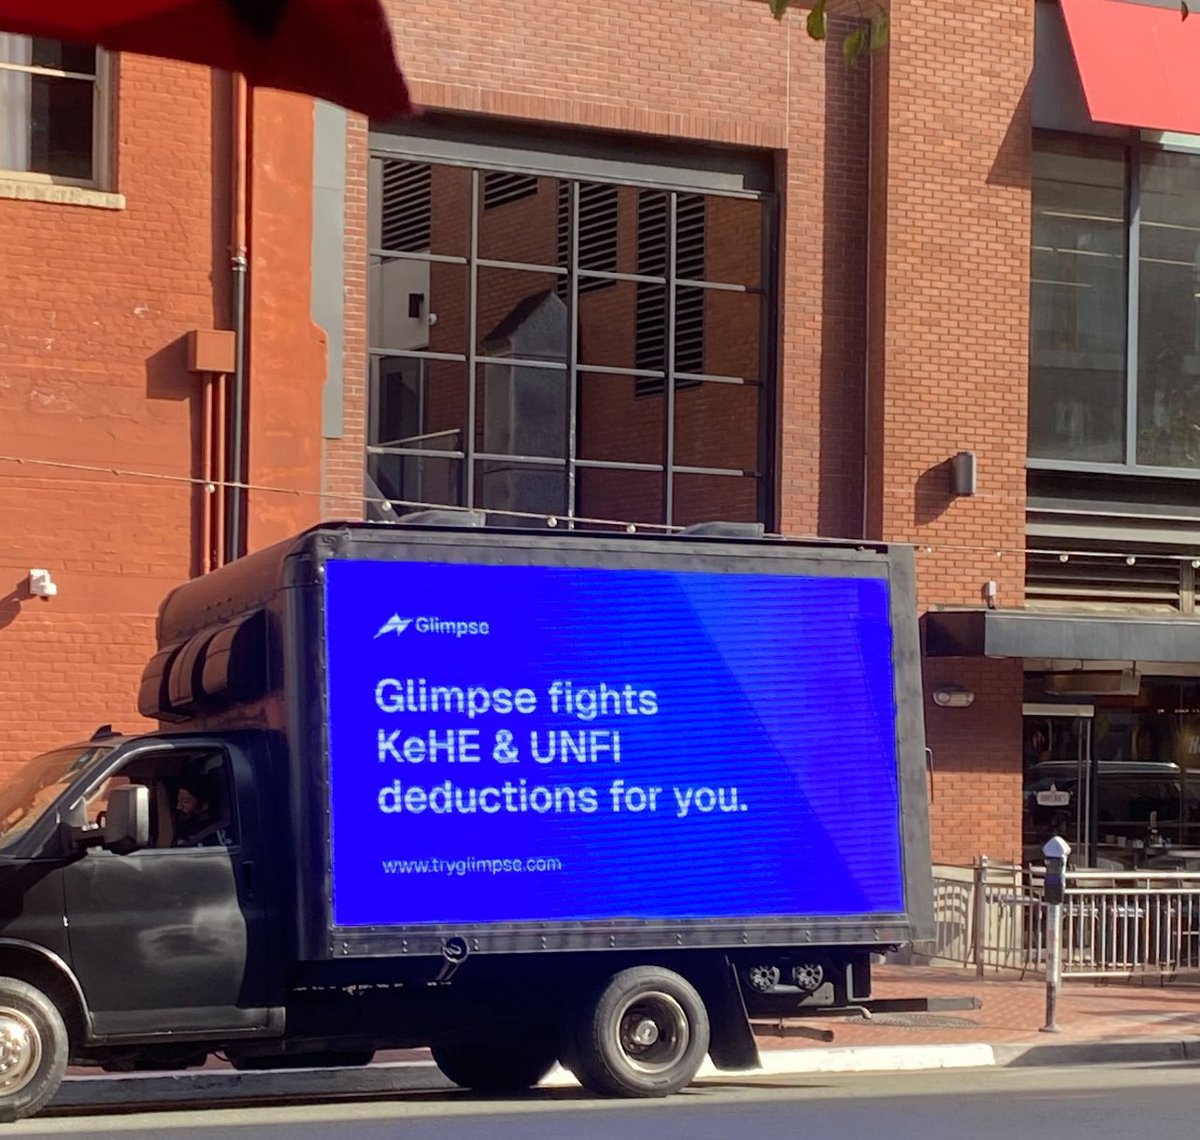 Glimpse
Glimpse fights
KeHE & UNFI
deductions for you.
www.tryglimpse.com